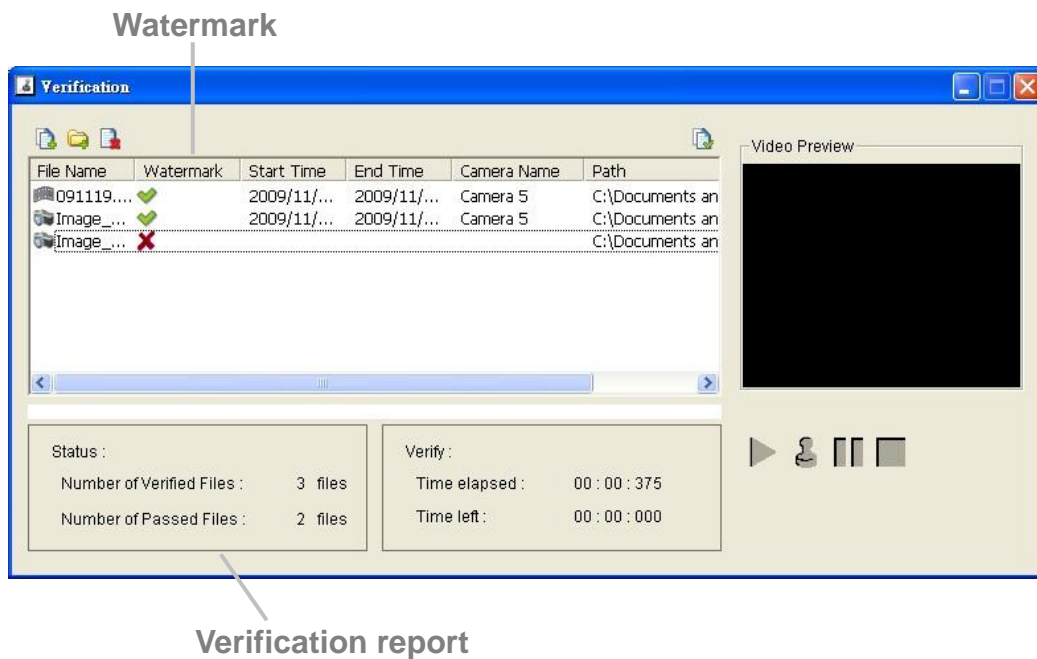 Watermark
Verification
Video Preview
File Name Watermark Start Time End Time Camera Name Path
091119.... 2009/11/... 2009/11/... Camera 5 C:\Documents an
Image_... 2009/11/... 2009/11/... Camera 5 C:\Documents an
Image_... C:\Documents an
Status :
Number of Verified Files : 3 files
Number of Passed Files : 2 files
Verify :
Time elapsed : 00 : 00 : 375
Time left : 00 : 00 : 000
Verification report